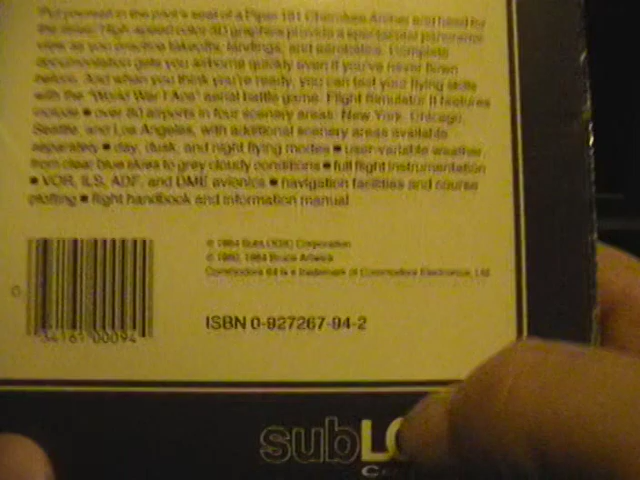 Put yourself in the pilot's seat of a Piper 181 Cherokee Archer and head for
the skies! High-speed color 3D graphics provide a spectacular panoramic
view as you practice takeoffs, landings, and aerobatics. Complete
documentation gets you airborne quickly even if you've never flown
before. And when you think you're ready, you can test your flying skills
with the "World War I Ace" aerial battle game. Flight Simulator II features
include ■ over 80 airports in four scenery areas: New York, Chicago,
Seattle, and Los Angeles, with additional scenery areas available
separately ■ day, dusk, and night flying modes ■ user-variable weather,
from clear blue skies to grey cloudy conditions ■ full flight instrumentation
■ VOR, ILS, ADF, and DME avionics ■ navigation facilities and course
plotting ■ flight handbook and information manual
© 1984 SubLOGIC Corporation
© 1980, 1984 Bruce Artwick
Commodore 64 is a trademark of Commodore Electronics, Ltd
0 34167 00094
ISBN 0-927267-94-2
subLO